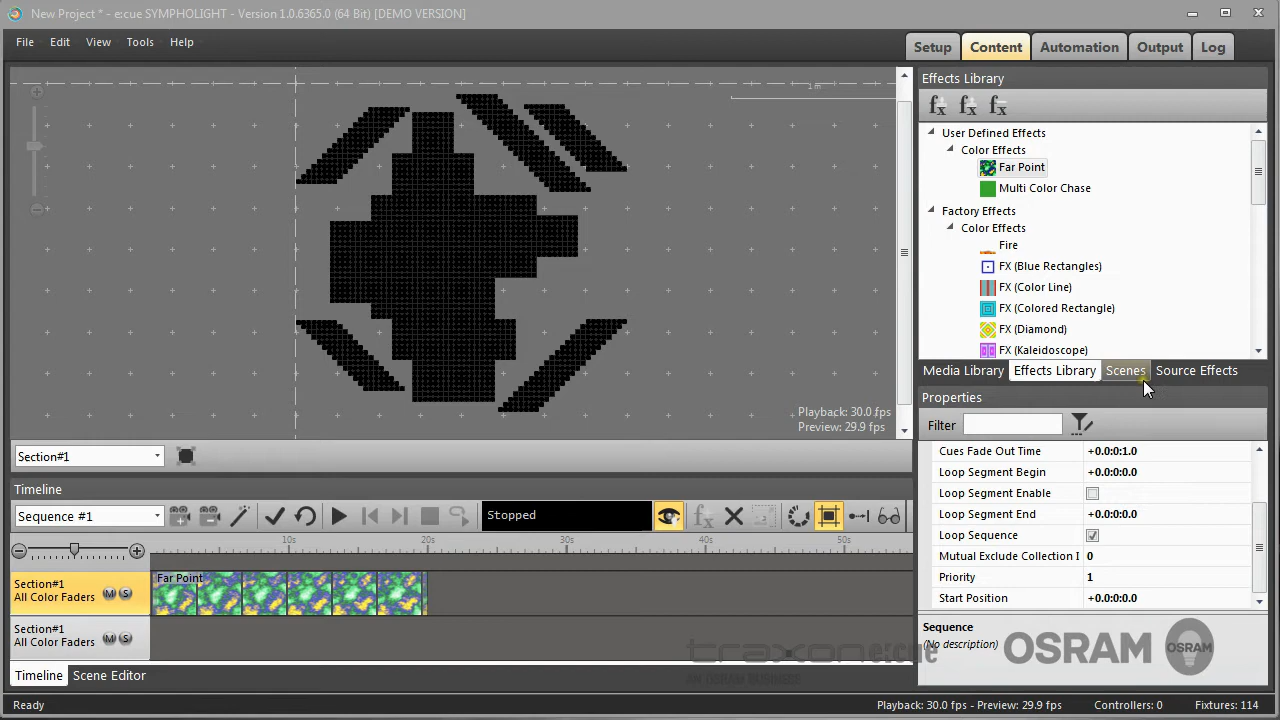 New Project * - e:cue SYMPHOLIGHT - Version 1.0.6365.0 (64 Bit) [DEMO VERSION]
File Edit View Tools Help
Setup Content Automation Output Log
1 m
Effects Library
User Defined Effects
Color Effects
Far Point
Multi Color Chase
Factory Effects
Color Effects
Fire
FX (Blue Rectangles)
FX (Color Line)
FX (Colored Rectangle)
FX (Diamond)
FX (Kaleidoscope)
Media Library Effects Library Scenes Source Effects
Playback: 30.0 fps
Preview: 29.9 fps
Section#1
Properties
Filter
Cues Fade Out Time +0.0:0:1.0
Loop Segment Begin +0.0:0:0.0
Loop Segment Enable
Loop Segment End +0.0:0:0.0
Loop Sequence
Mutual Exclude Collection I 0
Priority 1
Start Position +0.0:0:0.0
Sequence
(No description)
Timeline
Sequence #1
Stopped
10s 20s 30s 40s 50s
Section#1
All Color Faders M S
Far Point
Section#1
All Color Faders M S
traxon e:cue
AN OSRAM BUSINESS
OSRAM
OSRAM
Timeline Scene Editor
Ready
Playback: 30.0 fps - Preview: 29.9 fps Controllers: 0 Fixtures: 114